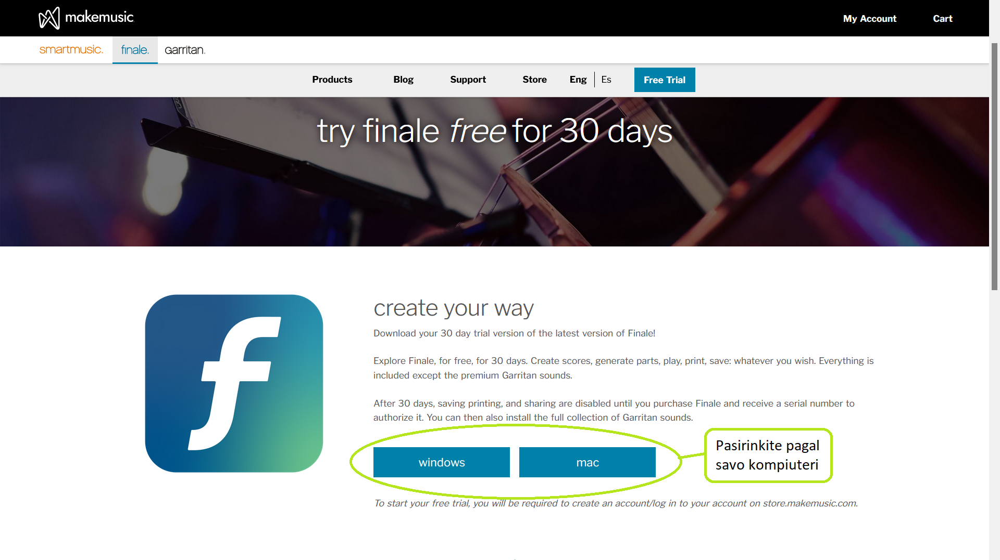 makemusic
My Account
Cart
smartmusic.
finale.
Garritan.
Products
Blog
Support
Store
Eng
Es
Free Trial
try finale free for 30 days
create your way
Download your 30 day trial version of the latest version of Finale!
Explore Finale, for free, for 30 days. Create scores, generate parts, play, print, save: whatever you wish. Everything is
included except the premium Garritan sounds.
After 30 days, saving printing, and sharing are disabled until you purchase Finale and receive a serial number to
authorize it. You can then also install the full collection of Garritan sounds.
windows
mac
Pasirinkite pagal
savo kompiuteri
To start your free trial, you will be required to create an account/log in to your account on store.makemusic.com.